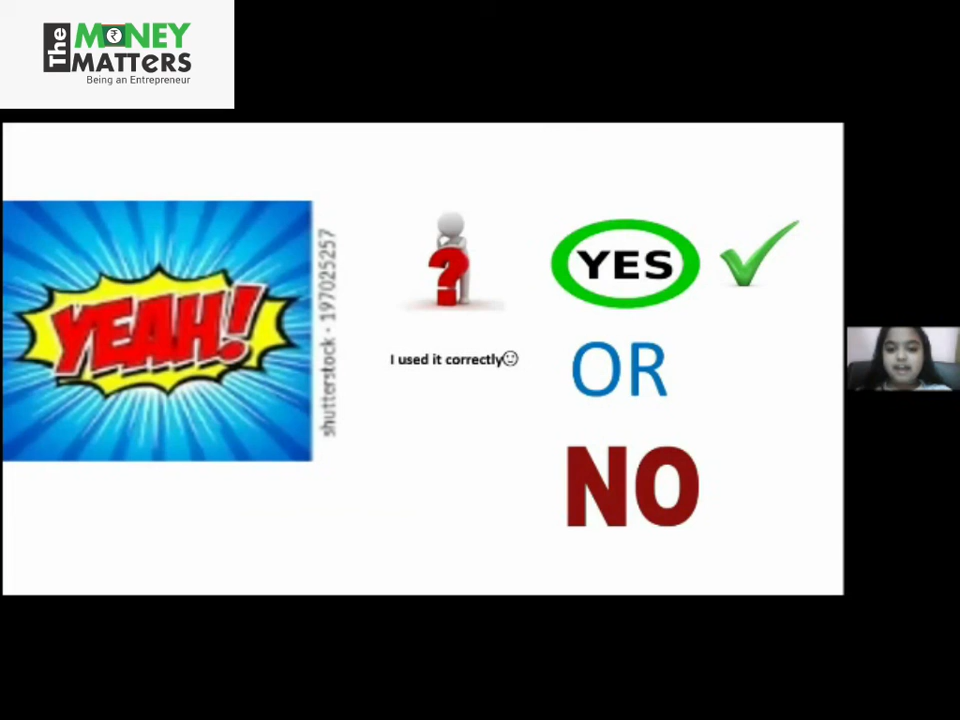 The
MONEY
MATTERS
Being an Entrepreneur
YEAH!
shutterstock · 197025257
?
I used it correctly☺
YES
OR
NO